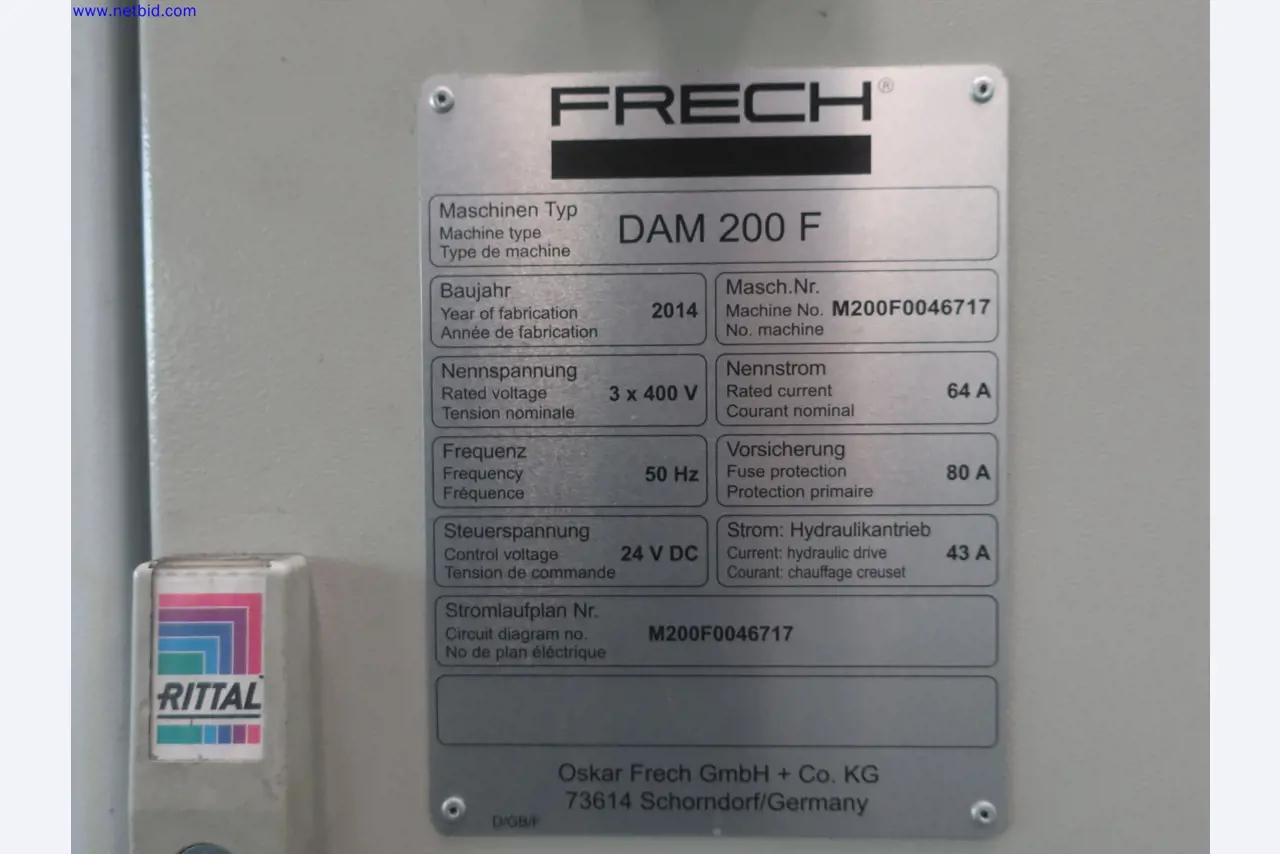 www.netbid.com
FRECH®
Maschinen Typ
Machine type
Type de machine
DAM 200 F
Baujahr
Year of fabrication
Année de fabrication
2014
Masch.Nr.
Machine No.
No. machine
M200F0046717
Nennspannung
Rated voltage
Tension nominale
3 x 400 V
Nennstrom
Rated current
Courant nominal
64 A
Frequenz
Frequency
Fréquence
50 Hz
Vorsicherung
Fuse protection
Protection primaire
80 A
Steuerspannung
Control voltage
Tension de commande
24 V DC
Strom: Hydraulikantrieb
Current: hydraulic drive
Courant: chauffage creuset
43 A
Stromlaufplan Nr.
Circuit diagram no.
No de plan éléctrique
M200F0046717
RITTAL
Oskar Frech GmbH + Co. KG
73614 Schorndorf/Germany
D/GB/F